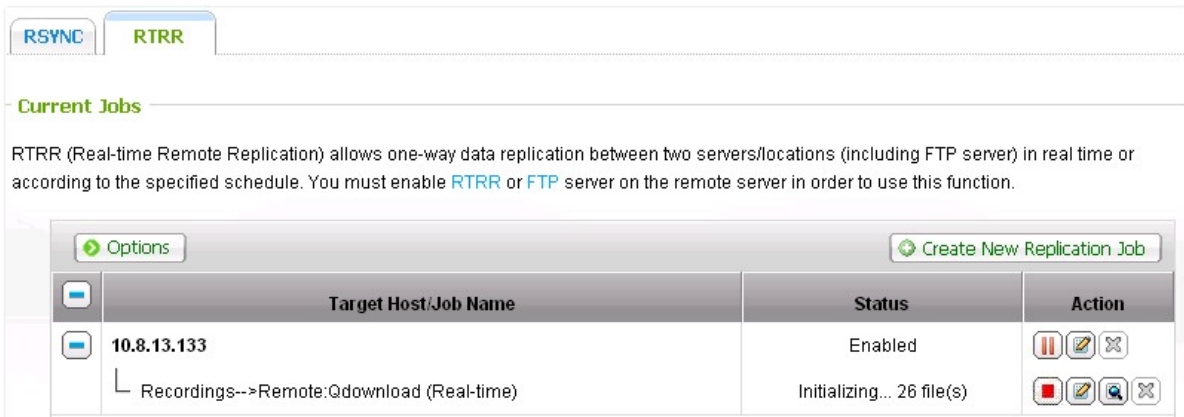 RSYNC
RTRR
Current Jobs
RTRR (Real-time Remote Replication) allows one-way data replication between two servers/locations (including FTP server) in real time or
according to the specified schedule. You must enable RTRR or FTP server on the remote server in order to use this function.
Options
Create New Replication Job
Target Host/Job Name Status Action
10.8.13.133 Enabled
Recordings-->Remote:Qdownload (Real-time) Initializing... 26 file(s)